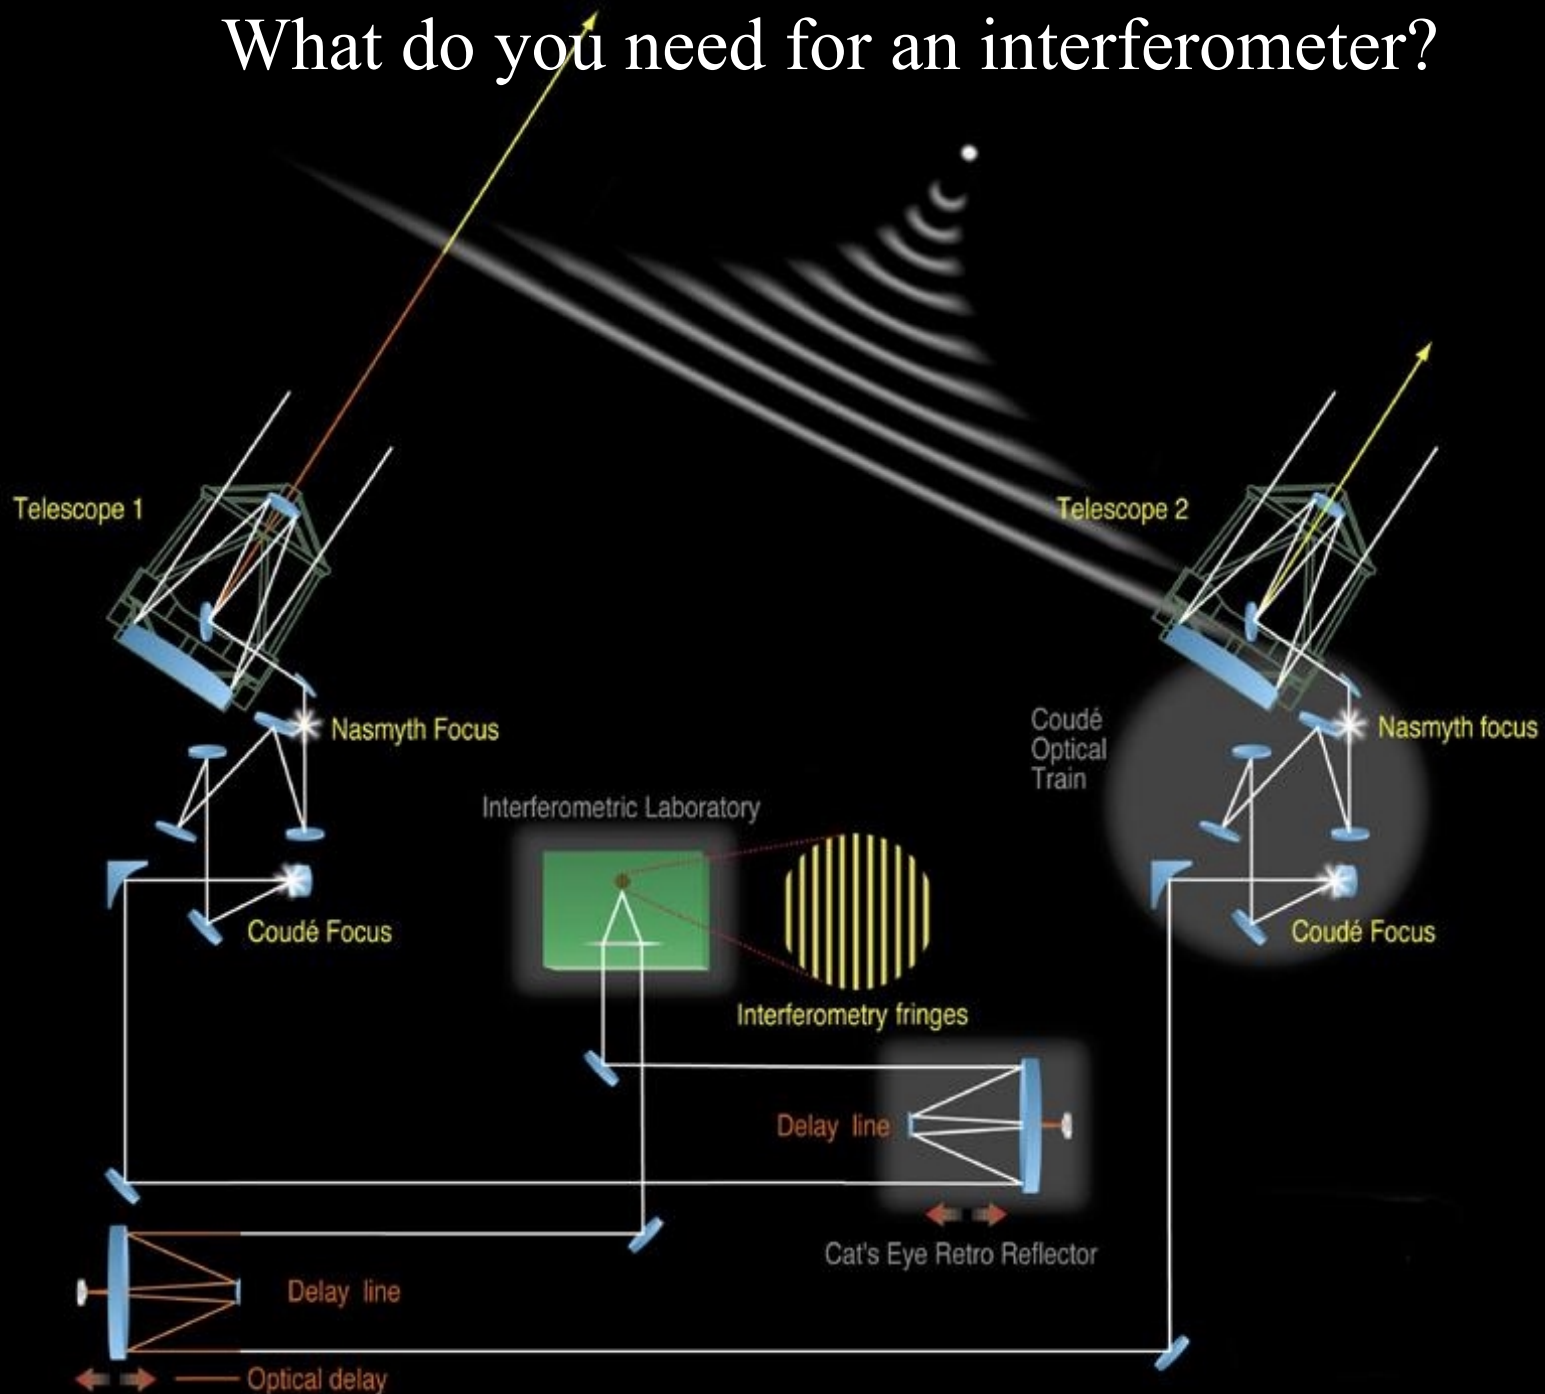 What do you need for an interferometer?
Telescope 1
Telescope 2
Nasmyth Focus
Coudé
Optical
Train
Nasmyth focus
Interferometric Laboratory
Coudé Focus
Coudé Focus
Interferometry fringes
Delay line
Cat's Eye Retro Reflector
Delay line
Optical delay